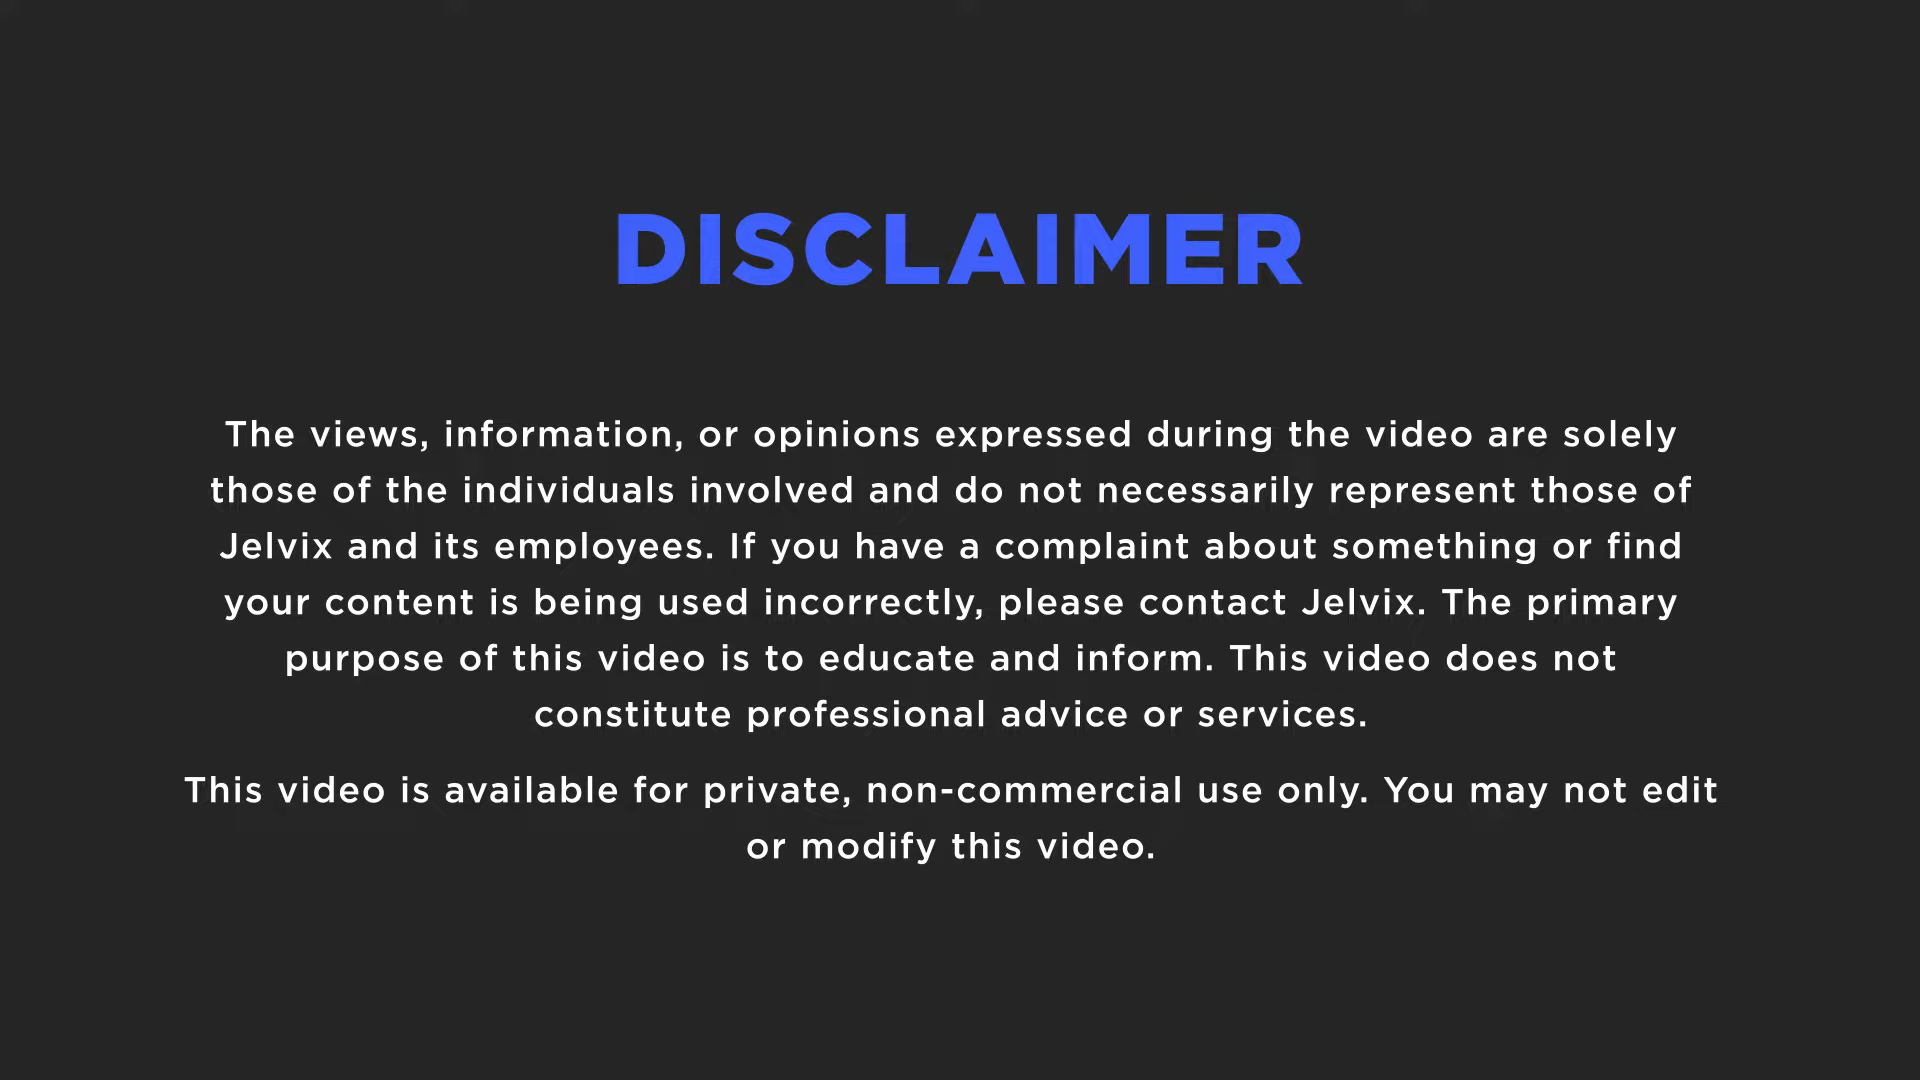 DISCLAIMER
The views, information, or opinions expressed during the video are solely
those of the individuals involved and do not necessarily represent those of
Jelvix and its employees. If you have a complaint about something or find
your content is being used incorrectly, please contact Jelvix. The primary
purpose of this video is to educate and inform. This video does not
constitute professional advice or services.
This video is available for private, non-commercial use only. You may not edit
or modify this video.